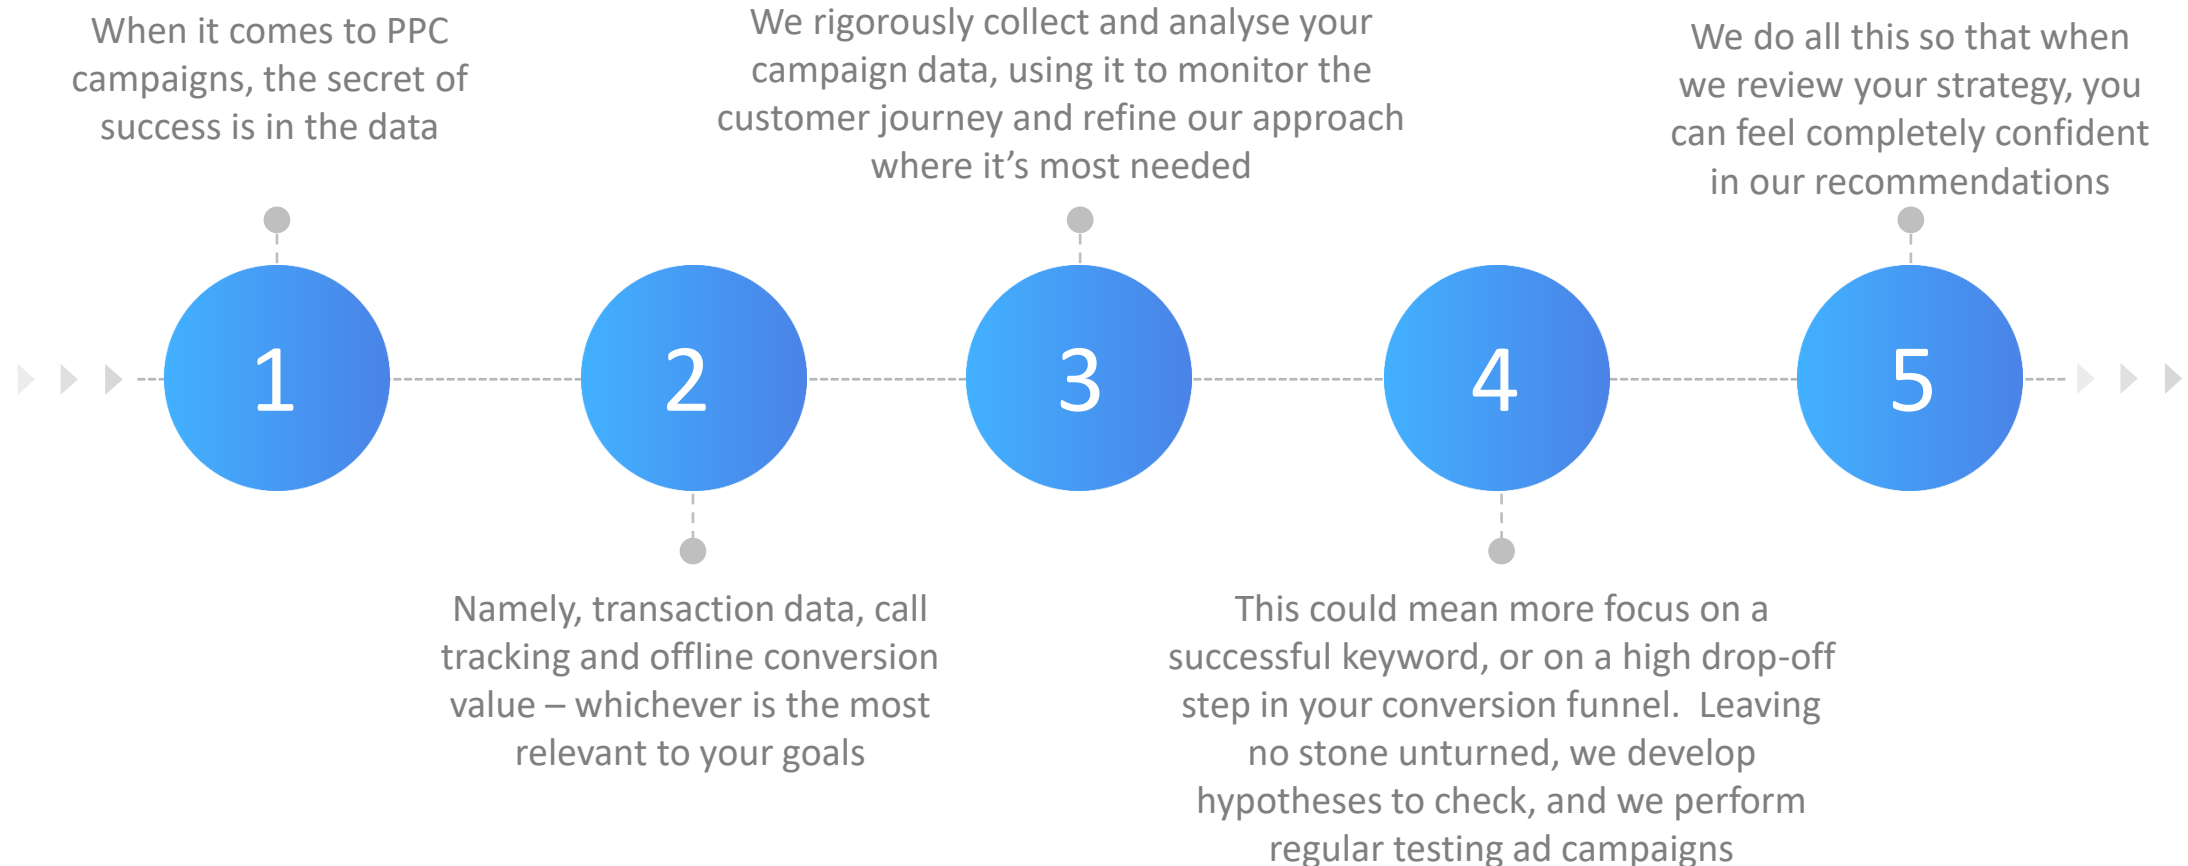 When it comes to PPC
campaigns, the secret of
success is in the data
We rigorously collect and analyse your
campaign data, using it to monitor the
customer journey and refine our approach
where it’s most needed
We do all this so that when
we review your strategy, you
can feel completely confident
in our recommendations
1
2
3
4
5
Namely, transaction data, call
tracking and offline conversion
value – whichever is the most
relevant to your goals
This could mean more focus on a
successful keyword, or on a high drop-off
step in your conversion funnel.  Leaving
no stone unturned, we develop
hypotheses to check, and we perform
regular testing ad campaigns